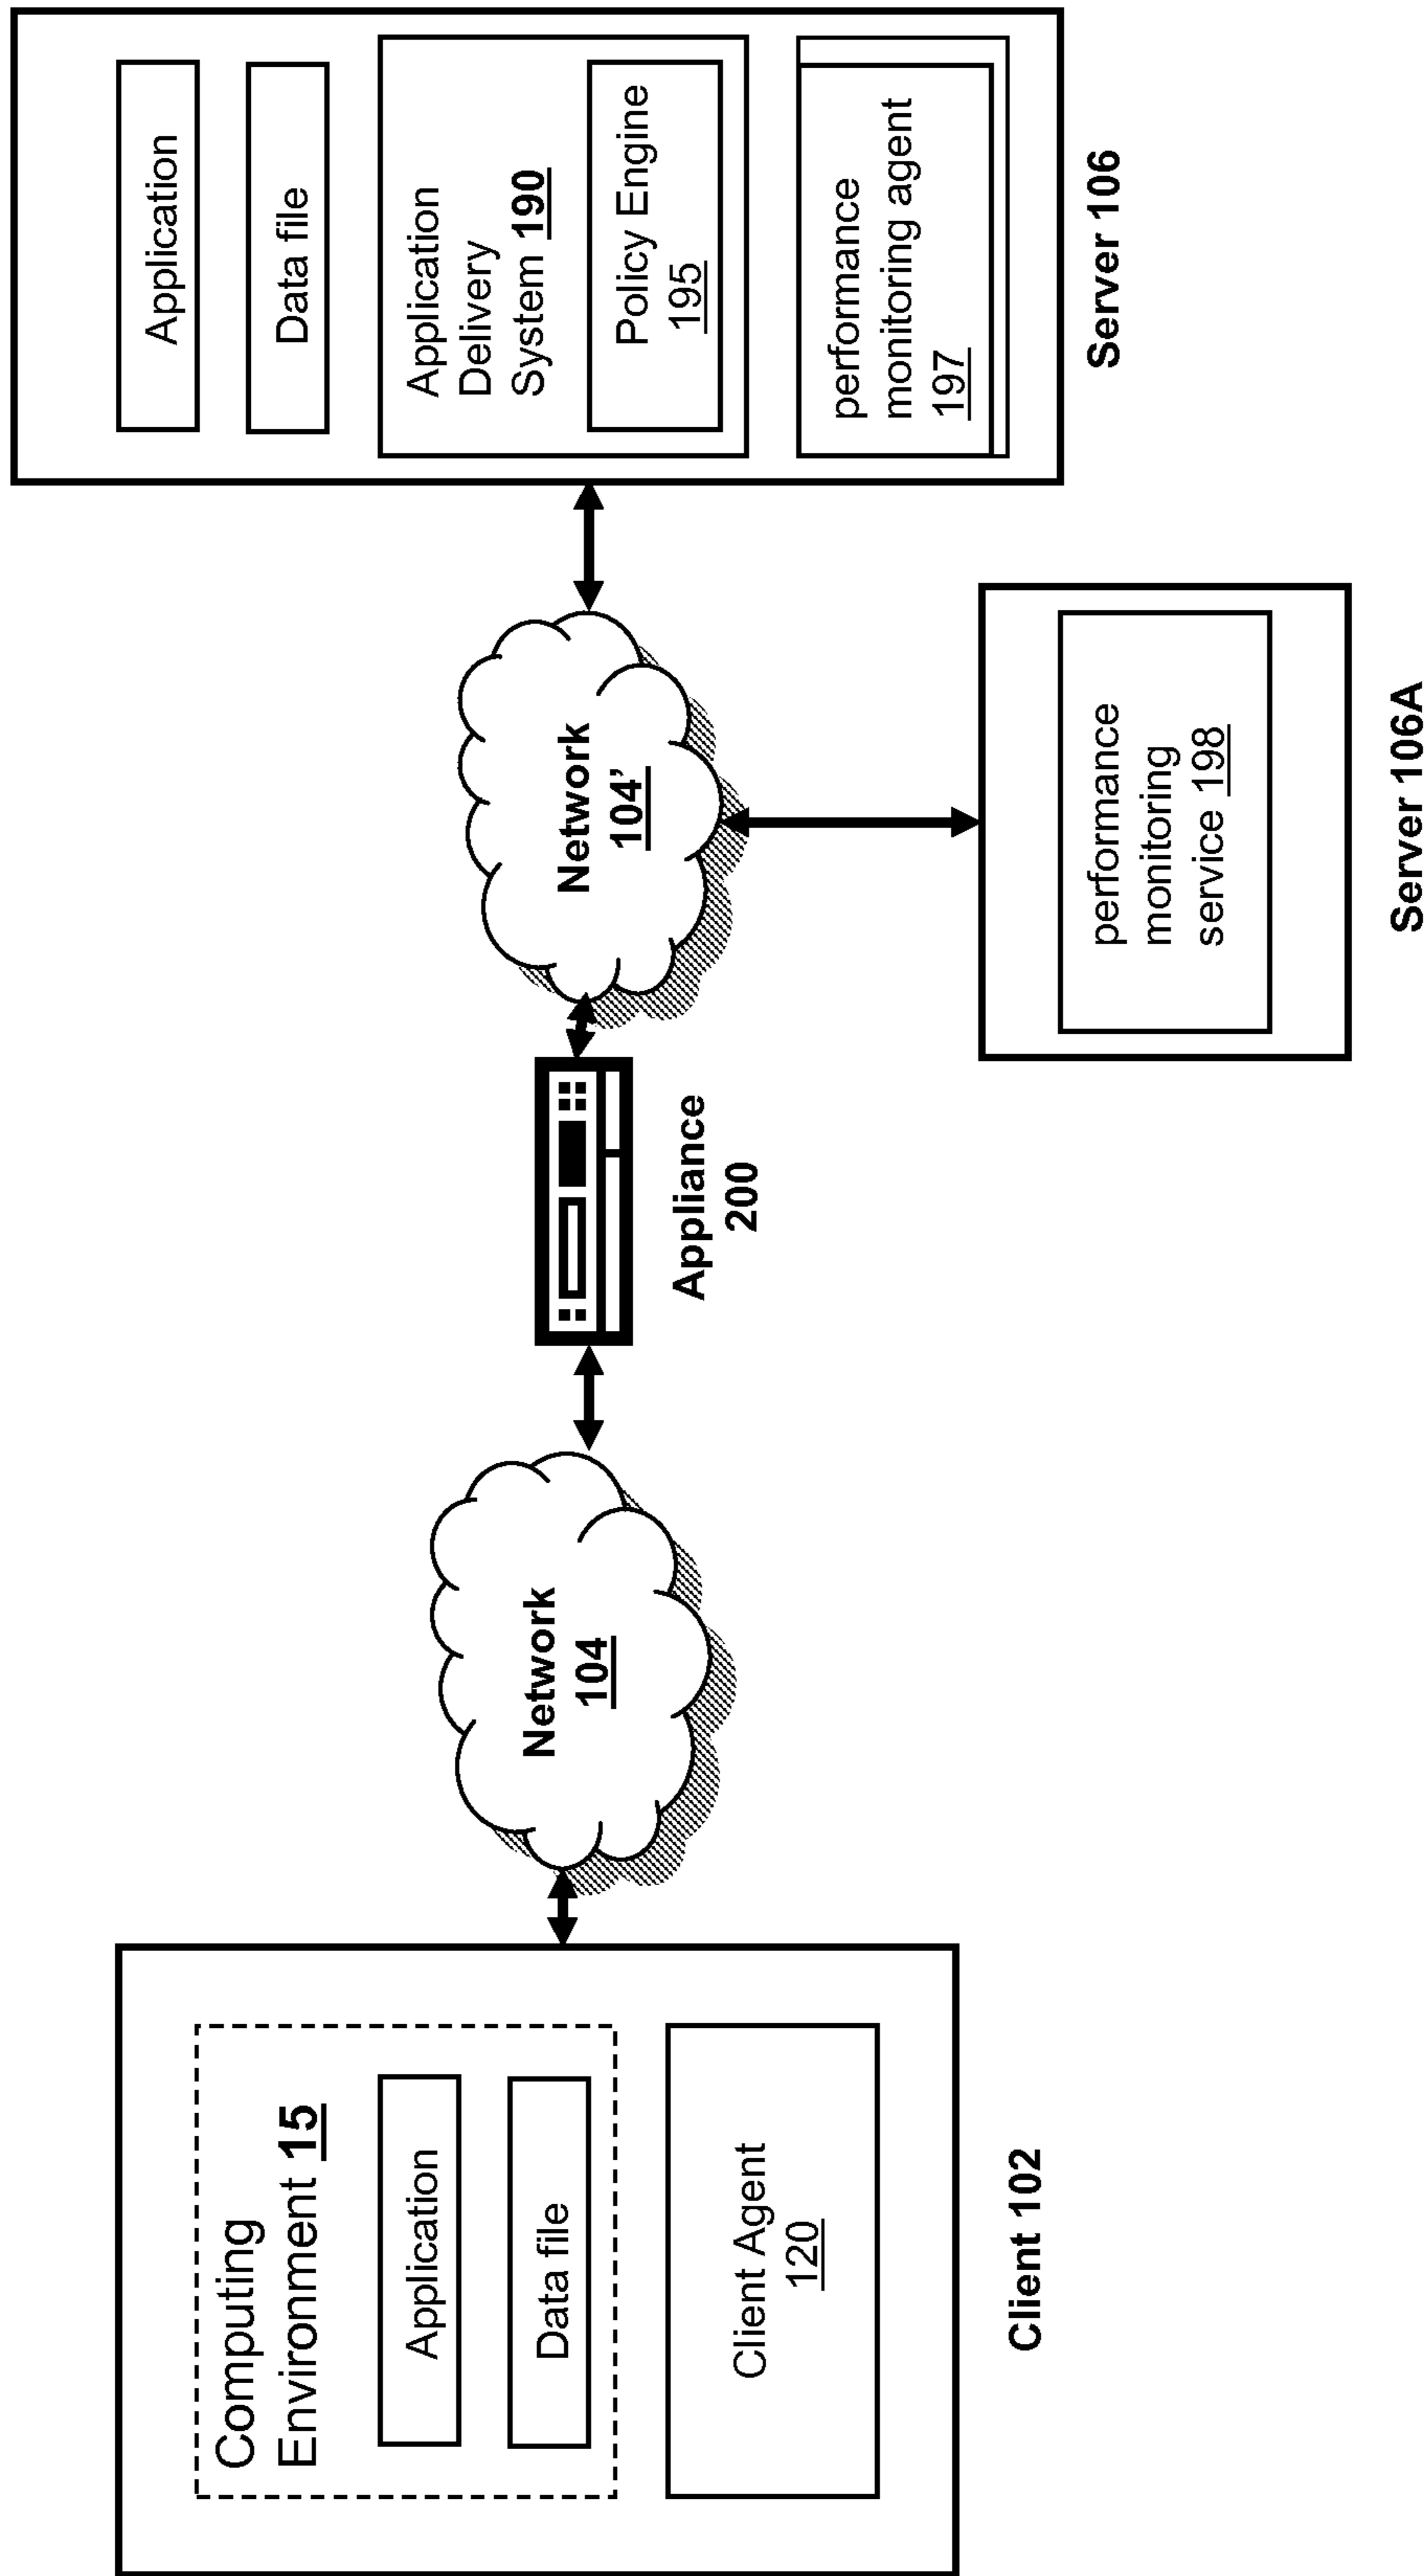 Computing
Environment 15
Application
Data file
Client Agent
120
Client 102
Network
104
Appliance
200
Network
104’
performance
monitoring
service 198
Server 106A
Application
Data file
Application
Delivery
System 190
Policy Engine
195
performance
monitoring agent
197
Server 106